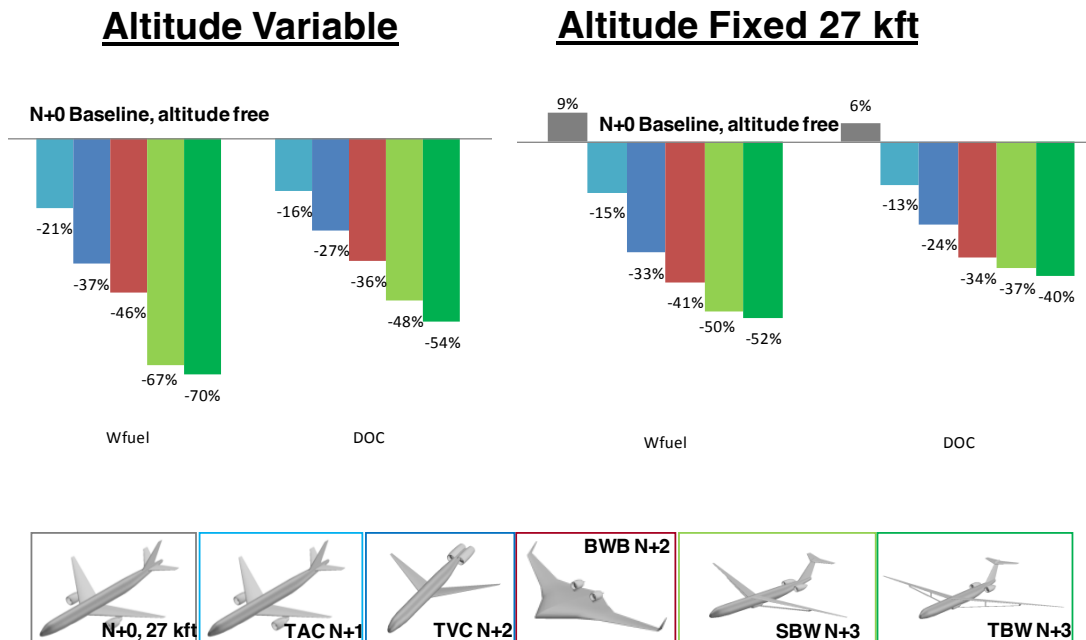 Altitude Variable
Altitude Fixed 27 kft
N+0 Baseline, altitude free
-21%
-37%
-46%
-67%
-70%
-16%
-27%
-36%
-48%
-54%
Wfuel
DOC
9%
N+0 Baseline, altitude free
6%
-15%
-33%
-41%
-50%
-52%
-13%
-24%
-34%
-37%
-40%
Wfuel
DOC
N+0, 27 kft
TAC N+1
TVC N+2
BWB N+2
SBW N+3
TBW N+3